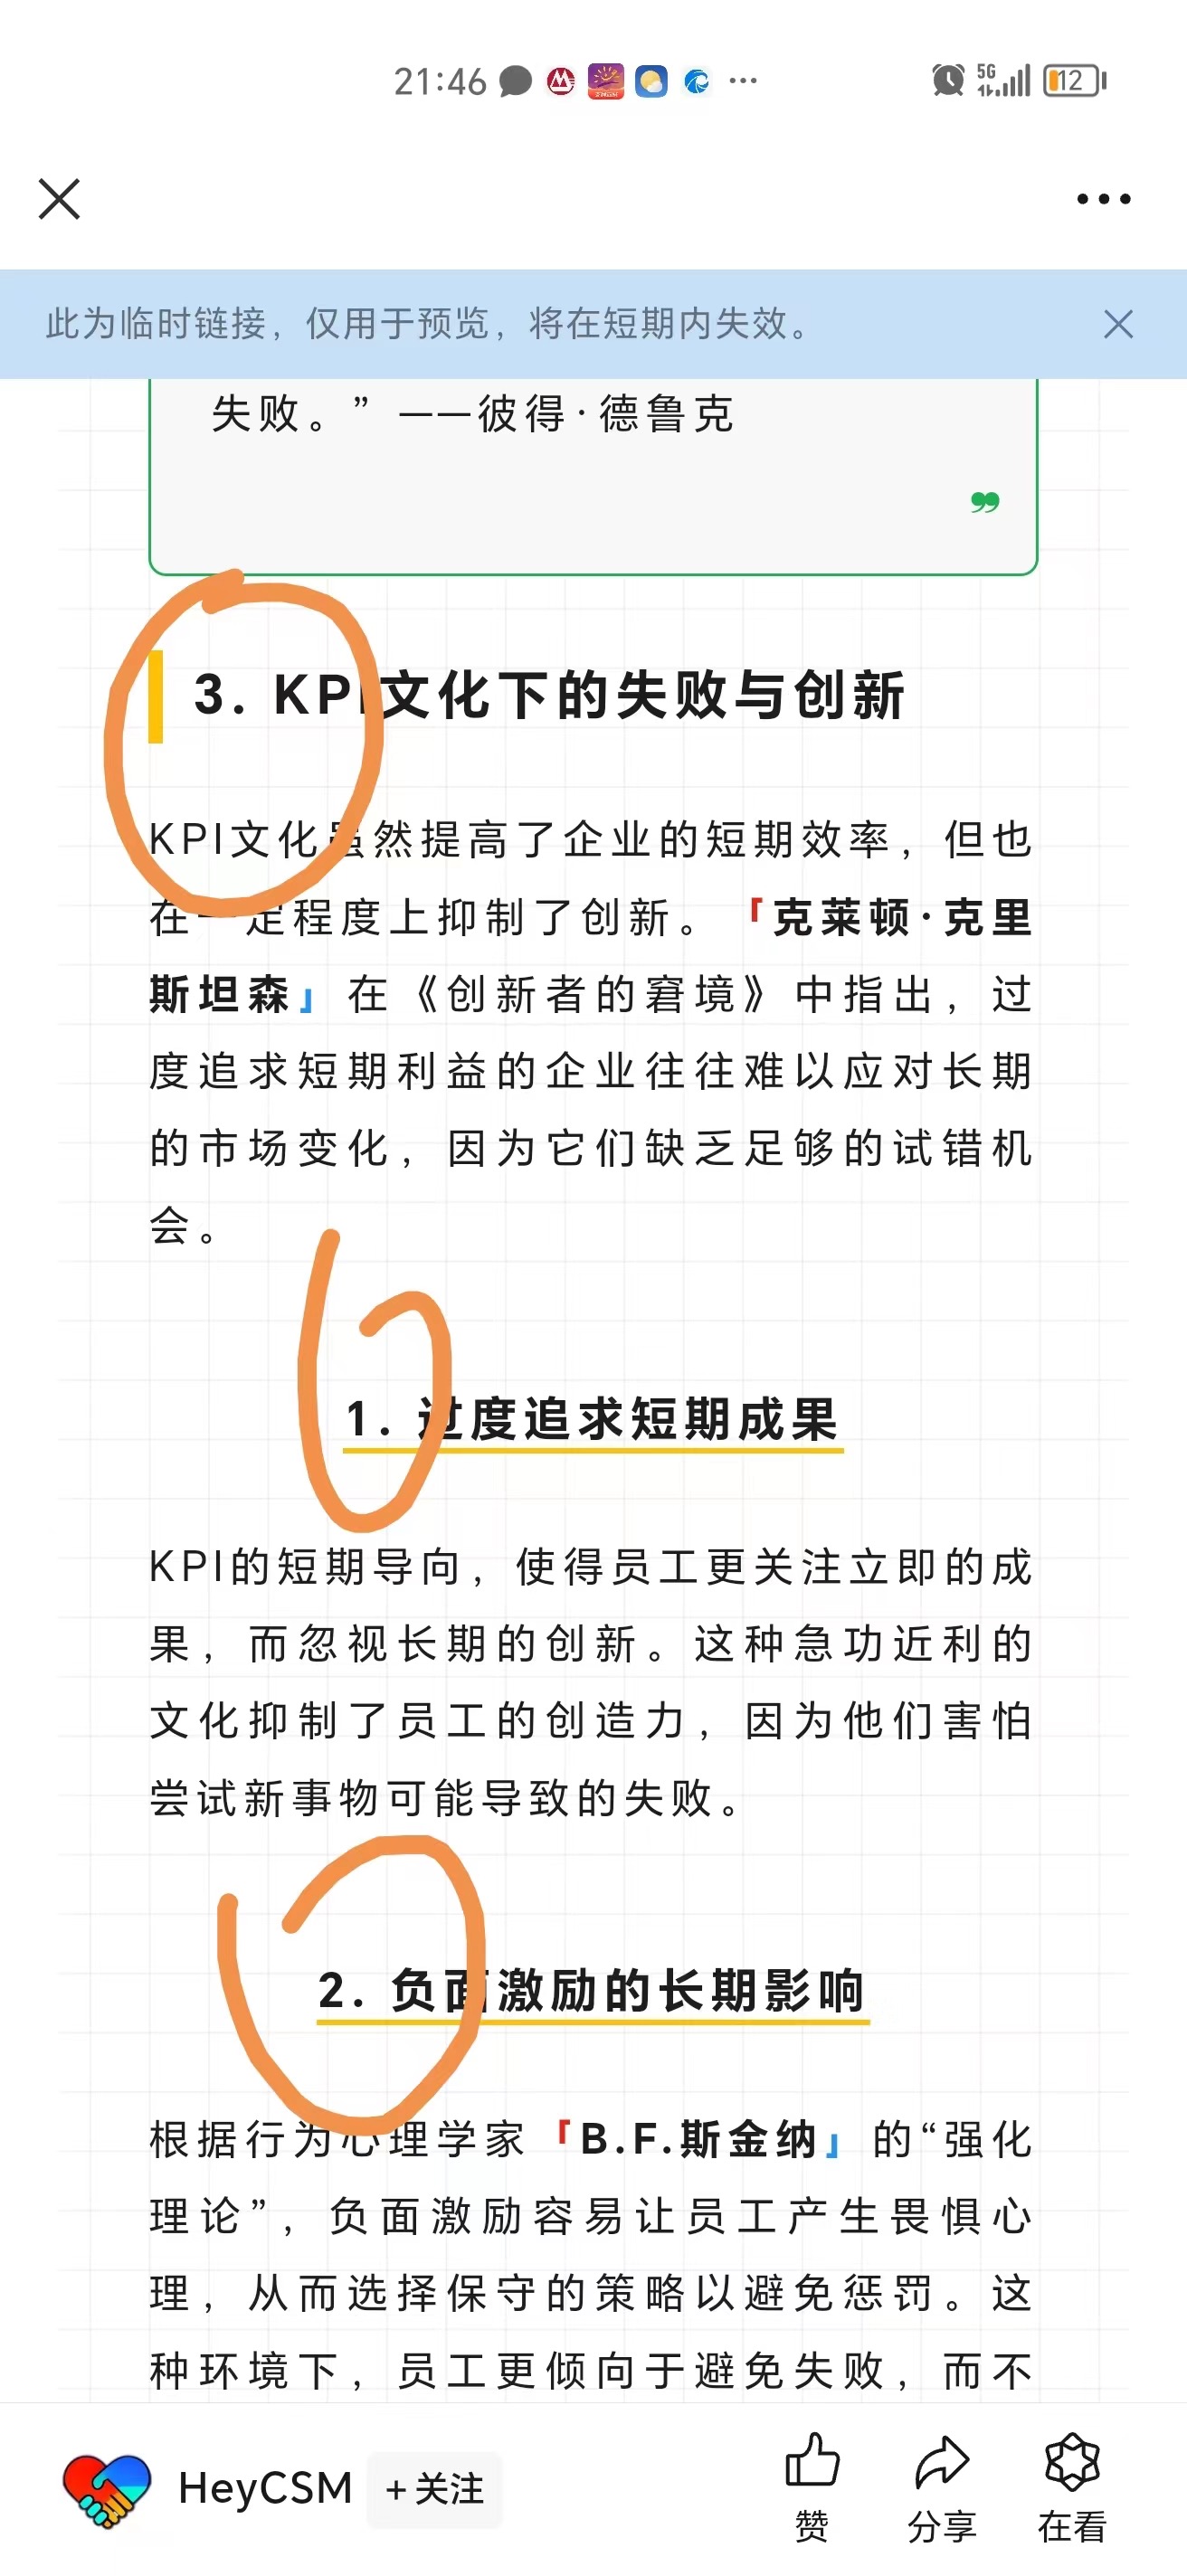 21:46
5G
12
此为临时链接，仅用于预览，将在短期内失效。
失败。” ——彼得·德鲁克
3. KPI文化下的失败与创新
KPI文化虽然提高了企业的短期效率，但也
在一定程度上抑制了创新。「克莱顿·克里
斯坦森」在《创新者的窘境》中指出，过
度追求短期利益的企业往往难以应对长期
的市场变化，因为它们缺乏足够的试错机
会。
1. 过度追求短期成果
KPI的短期导向，使得员工更关注立即的成
果，而忽视长期的创新。这种急功近利的
文化抑制了员工的创造力，因为他们害怕
尝试新事物可能导致的失败。
2. 负面激励的长期影响
根据行为心理学家「B.F.斯金纳」的“强化
理论”，负面激励容易让员工产生畏惧心
理，从而选择保守的策略以避免惩罚。这
种环境下，员工更倾向于避免失败，而不
HeyCSM
+关注
赞
分享
在看